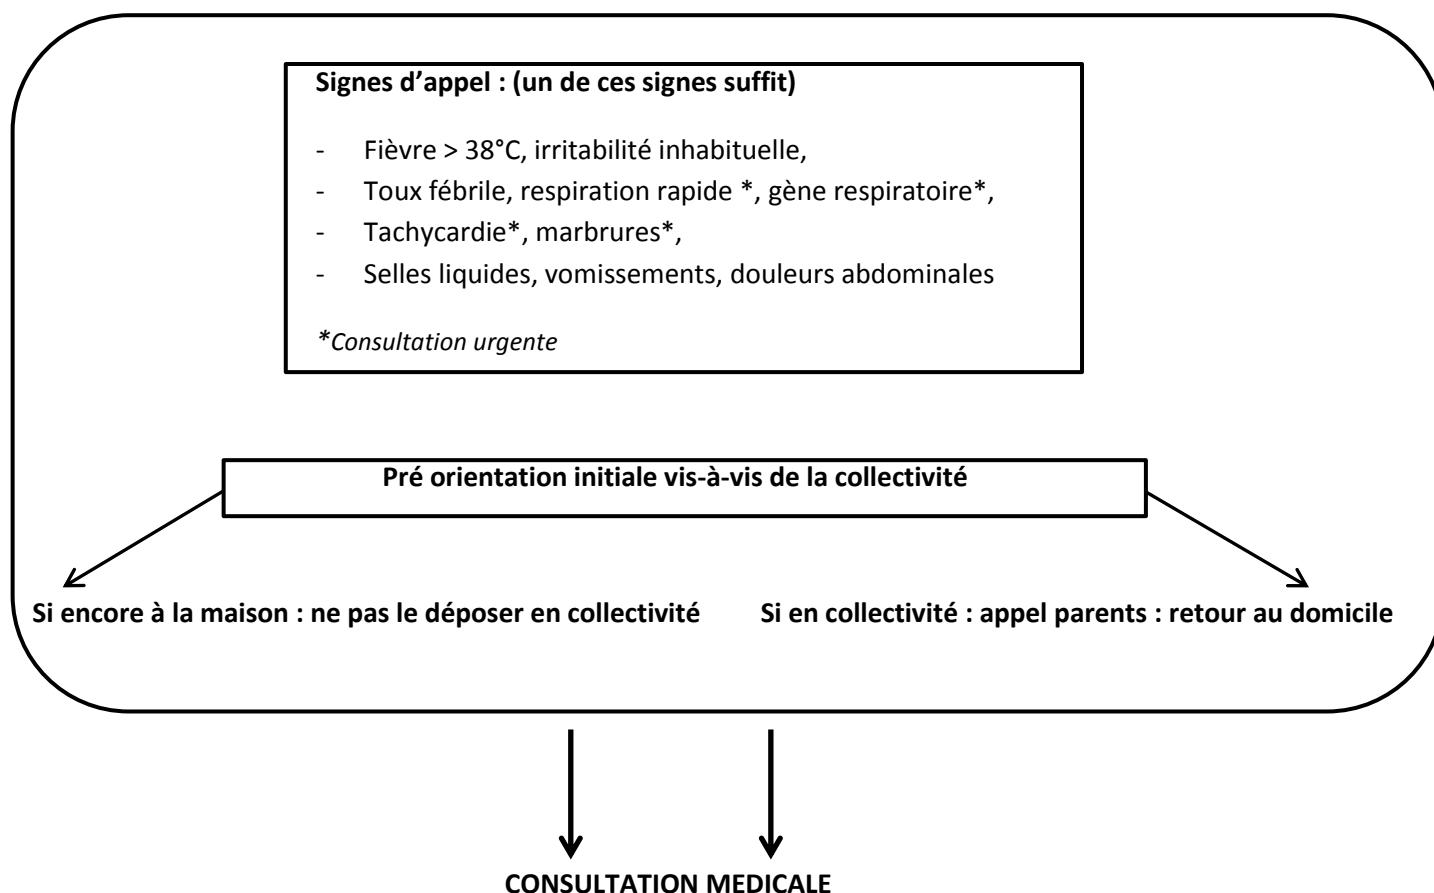 Signes d’appel : (un de ces signes suffit)
- Fièvre > 38°C, irritabilité inhabituelle,
- Toux fébrile, respiration rapide *, gène respiratoire*,
- Tachycardie*, marbrures*,
- Selles liquides, vomissements, douleurs abdominales
*Consultation urgente
Pré orientation initiale vis-à-vis de la collectivité
Si encore à la maison : ne pas le déposer en collectivité
Si en collectivité : appel parents : retour au domicile
CONSULTATION MEDICALE